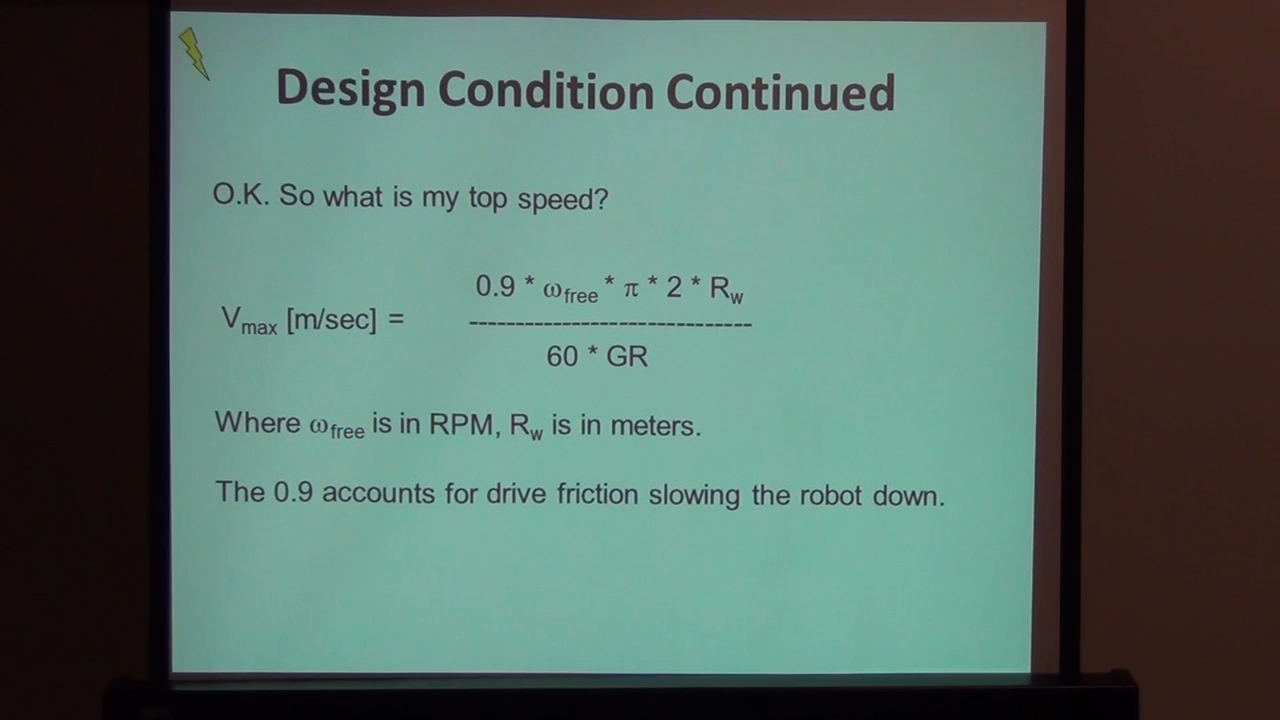 Design Condition Continued
O.K. So what is my top speed?
0.9 * ωfree * π * 2 * Rw
Vmax [m/sec] = ------------------------------
60 * GR
Where ωfree is in RPM, Rw is in meters.
The 0.9 accounts for drive friction slowing the robot down.